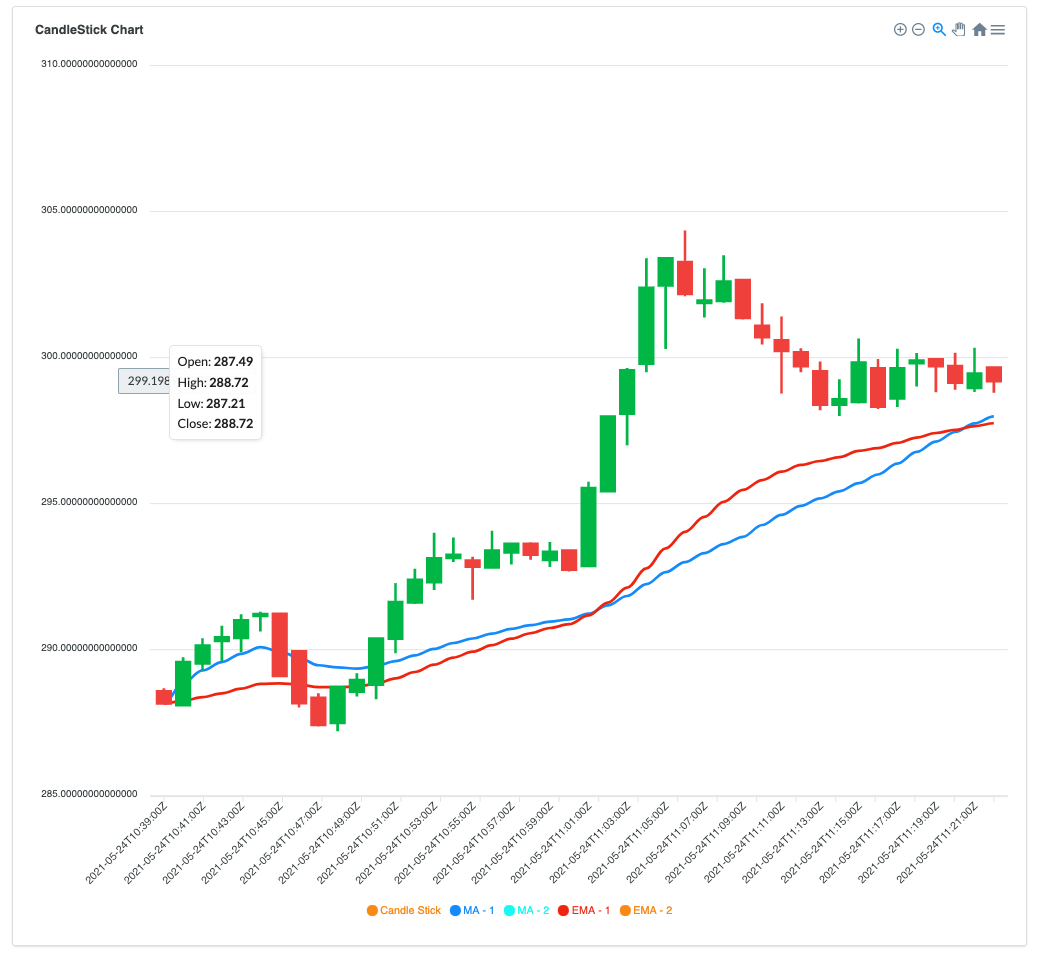 CandleStick Chart
310.00000000000000
305.00000000000000
300.00000000000000
299.198
Open: 287.49
High: 288.72
Low: 287.21
Close: 288.72
295.00000000000000
290.00000000000000
285.00000000000000
2021-05-24T10:39:00Z
2021-05-24T10:41:00Z
2021-05-24T10:43:00Z
2021-05-24T10:45:00Z
2021-05-24T10:47:00Z
2021-05-24T10:49:00Z
2021-05-24T10:51:00Z
2021-05-24T10:53:00Z
2021-05-24T10:55:00Z
2021-05-24T10:57:00Z
2021-05-24T10:59:00Z
2021-05-24T11:01:00Z
2021-05-24T11:03:00Z
2021-05-24T11:05:00Z
2021-05-24T11:07:00Z
2021-05-24T11:09:00Z
2021-05-24T11:11:00Z
2021-05-24T11:13:00Z
2021-05-24T11:15:00Z
2021-05-24T11:17:00Z
2021-05-24T11:19:00Z
2021-05-24T11:21:00Z
Candle Stick MA - 1 MA - 2 EMA - 1 EMA - 2